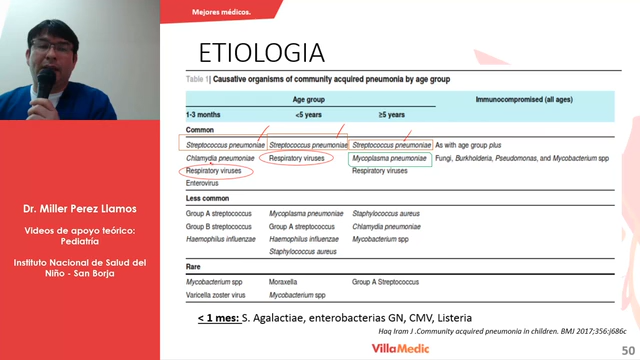 Mejores médicos.
ETIOLOGIA
Table 1| Causative organisms of community acquired pneumonia by age group
Age group
1-3 months <5 years ≥5 years Immunocompromised (all ages)
Common
Streptococcus pneumoniae Streptococcus pneumoniae Streptococcus pneumoniae As with age group plus
Chlamydia pneumoniae Respiratory viruses Mycoplasma pneumoniae Fungi, Burkholderia, Pseudomonas, and Mycobacterium spp
Respiratory viruses Respiratory viruses
Enterovirus
Less common
Group A streptococcus Mycoplasma pneumoniae Staphylococcus aureus
Group B streptococcus Group A streptococcus Chlamydia pneumoniae
Haemophilus influenzae Haemophilus influenzae Mycobacterium spp
Staphylococcus aureus
Rare
Mycobacterium spp Moraxella Group A Streptococcus
Varicella zoster virus Mycobacterium spp
< 1 mes: S. Agalactiae, enterobacterias GN, CMV, Listeria
Haq Iram J .Community acquired pneumonia in children. BMJ 2017;356:j686c
Dr. Miller Perez Llamos
Videos de apoyo teórico:
Pediatría
Instituto Nacional de Salud del
Niño - San Borja
VillaMedic
50